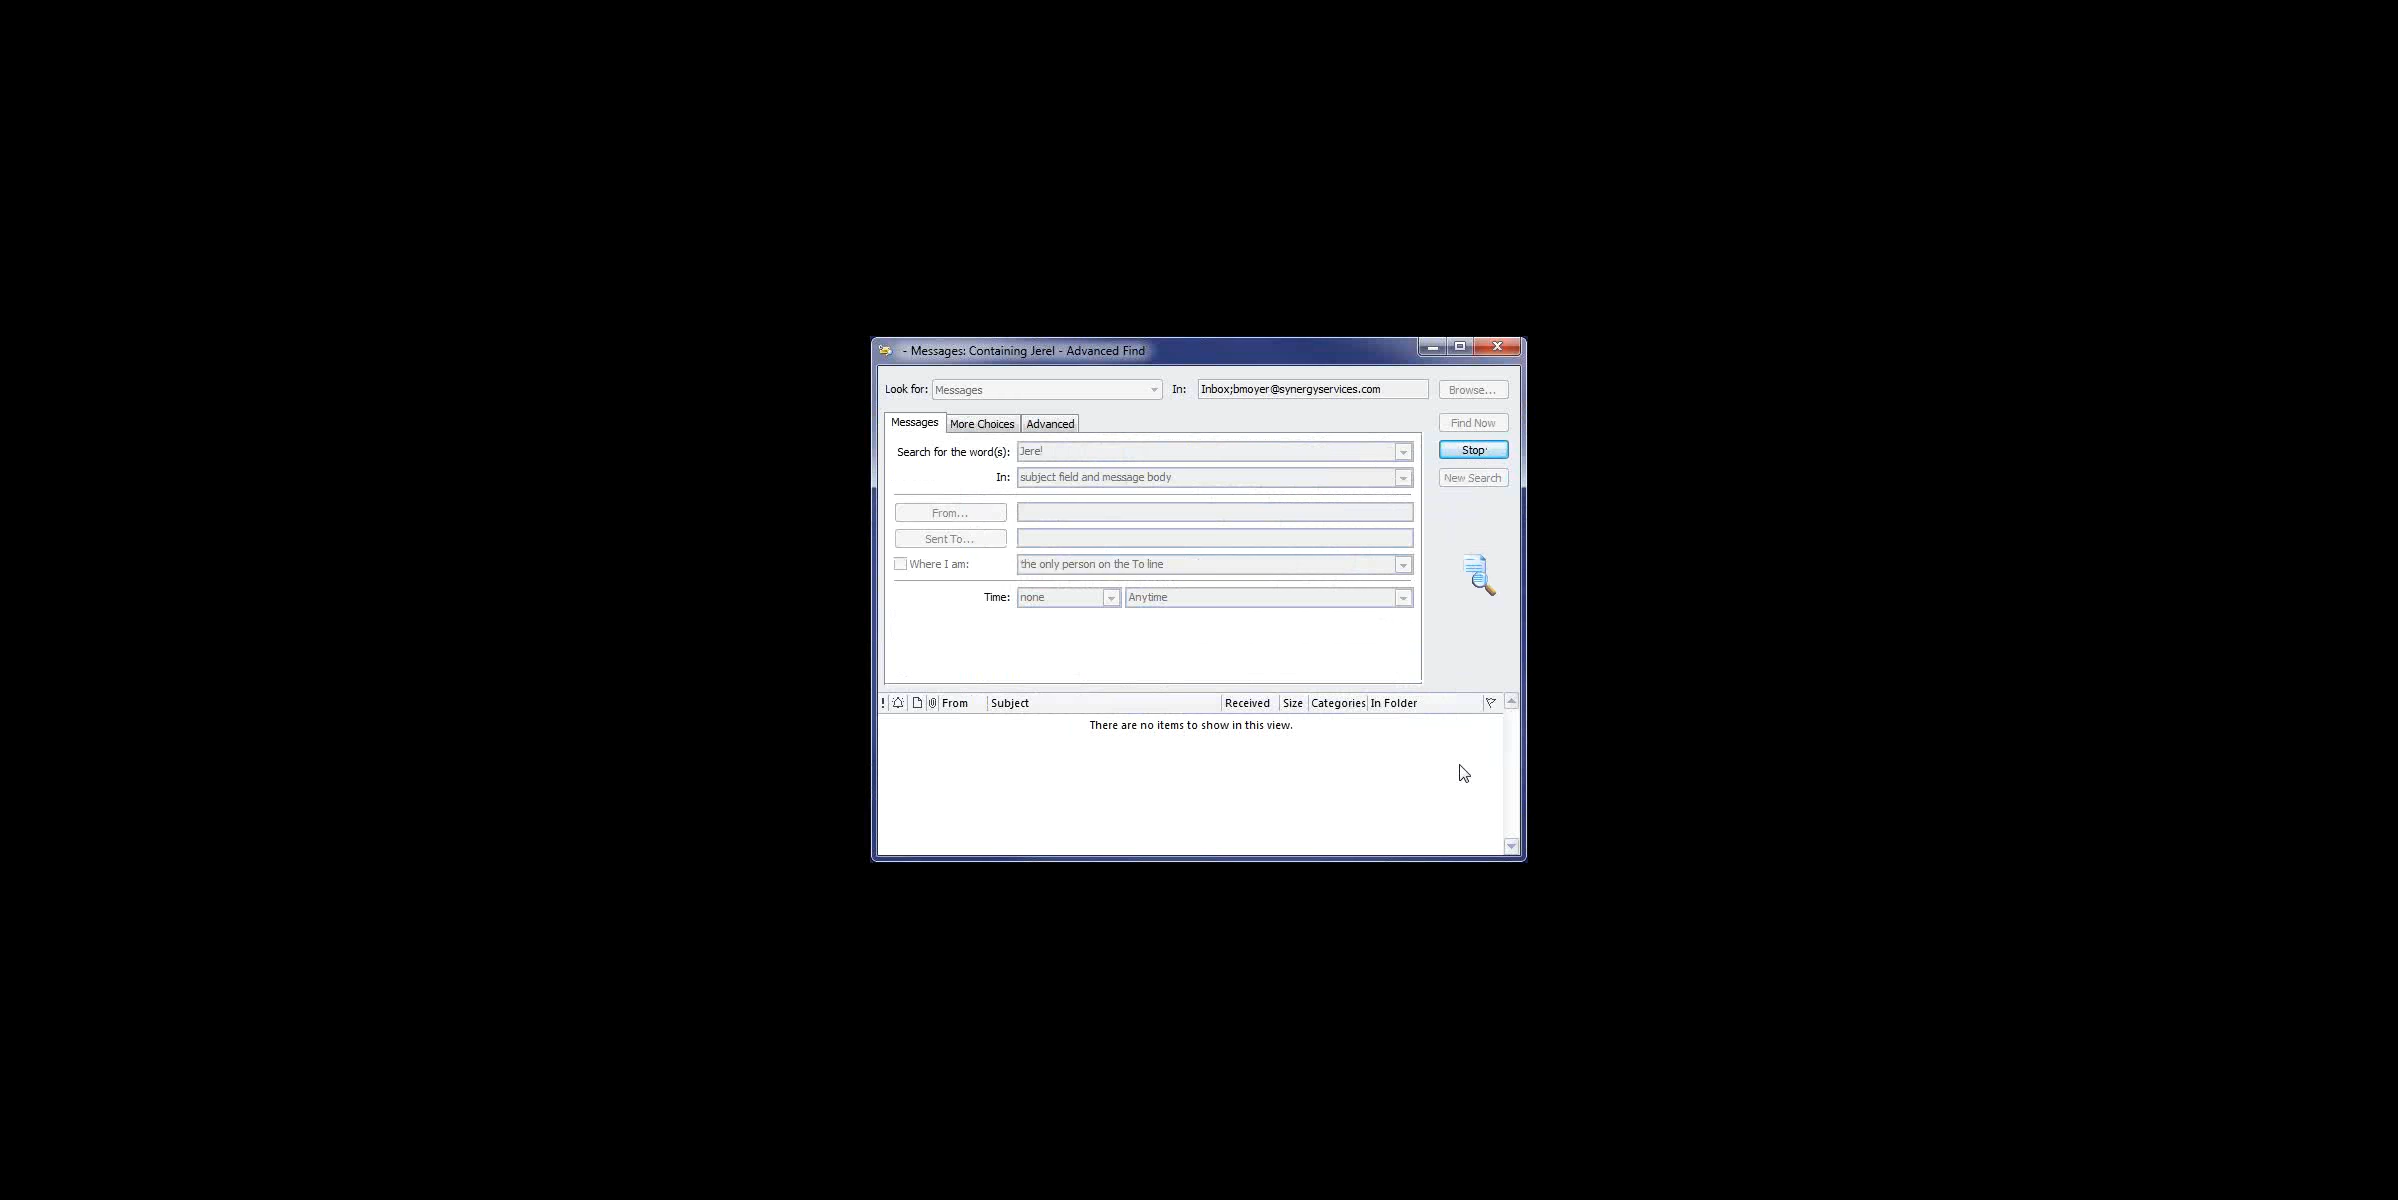 - Messages: Containing Jerel - Advanced Find
Look for: Messages In: Inbox;bmoyer@synergyservices.com Browse...
Messages More Choices Advanced Find Now
Search for the word(s): Jerel Stop
In: subject field and message body New Search
From...
Sent To...
Where I am: the only person on the To line
Time: none Anytime
! From Subject Received Size Categories In Folder
There are no items to show in this view.